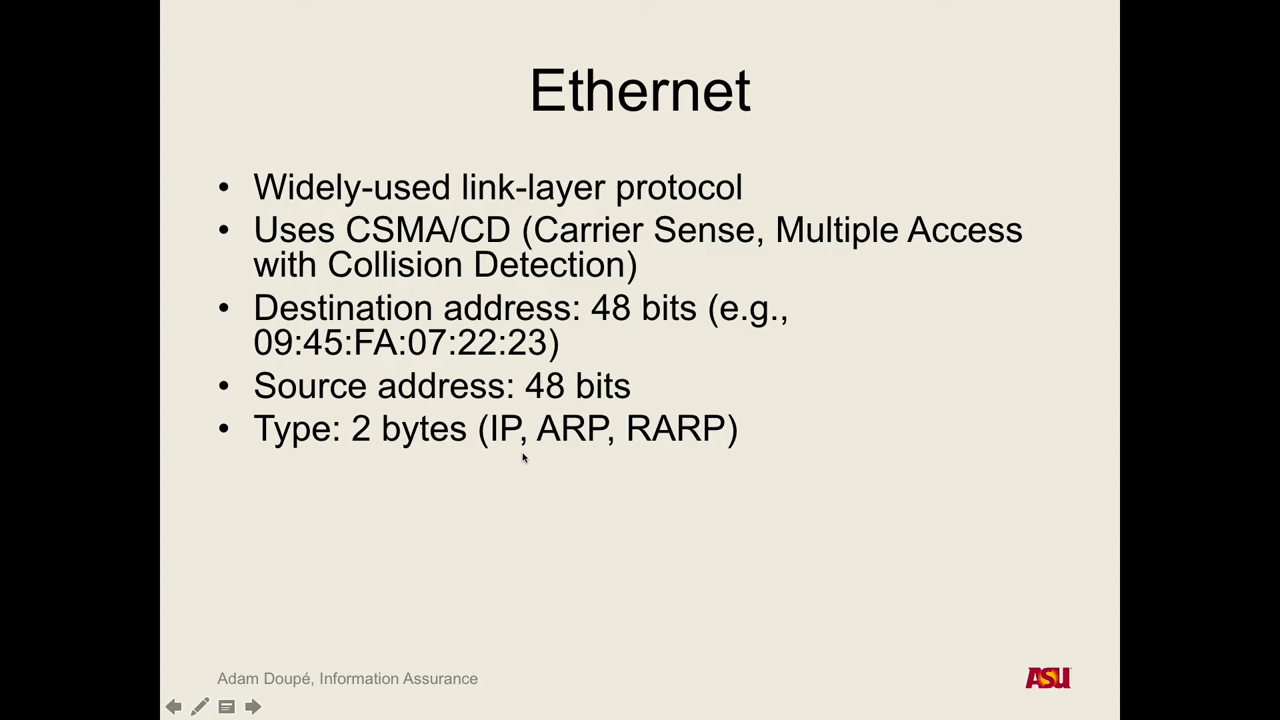 Ethernet
• Widely-used link-layer protocol
• Uses CSMA/CD (Carrier Sense, Multiple Access
with Collision Detection)
• Destination address: 48 bits (e.g.,
09:45:FA:07:22:23)
• Source address: 48 bits
• Type: 2 bytes (IP, ARP, RARP)
Adam Doupé, Information Assurance
ASU